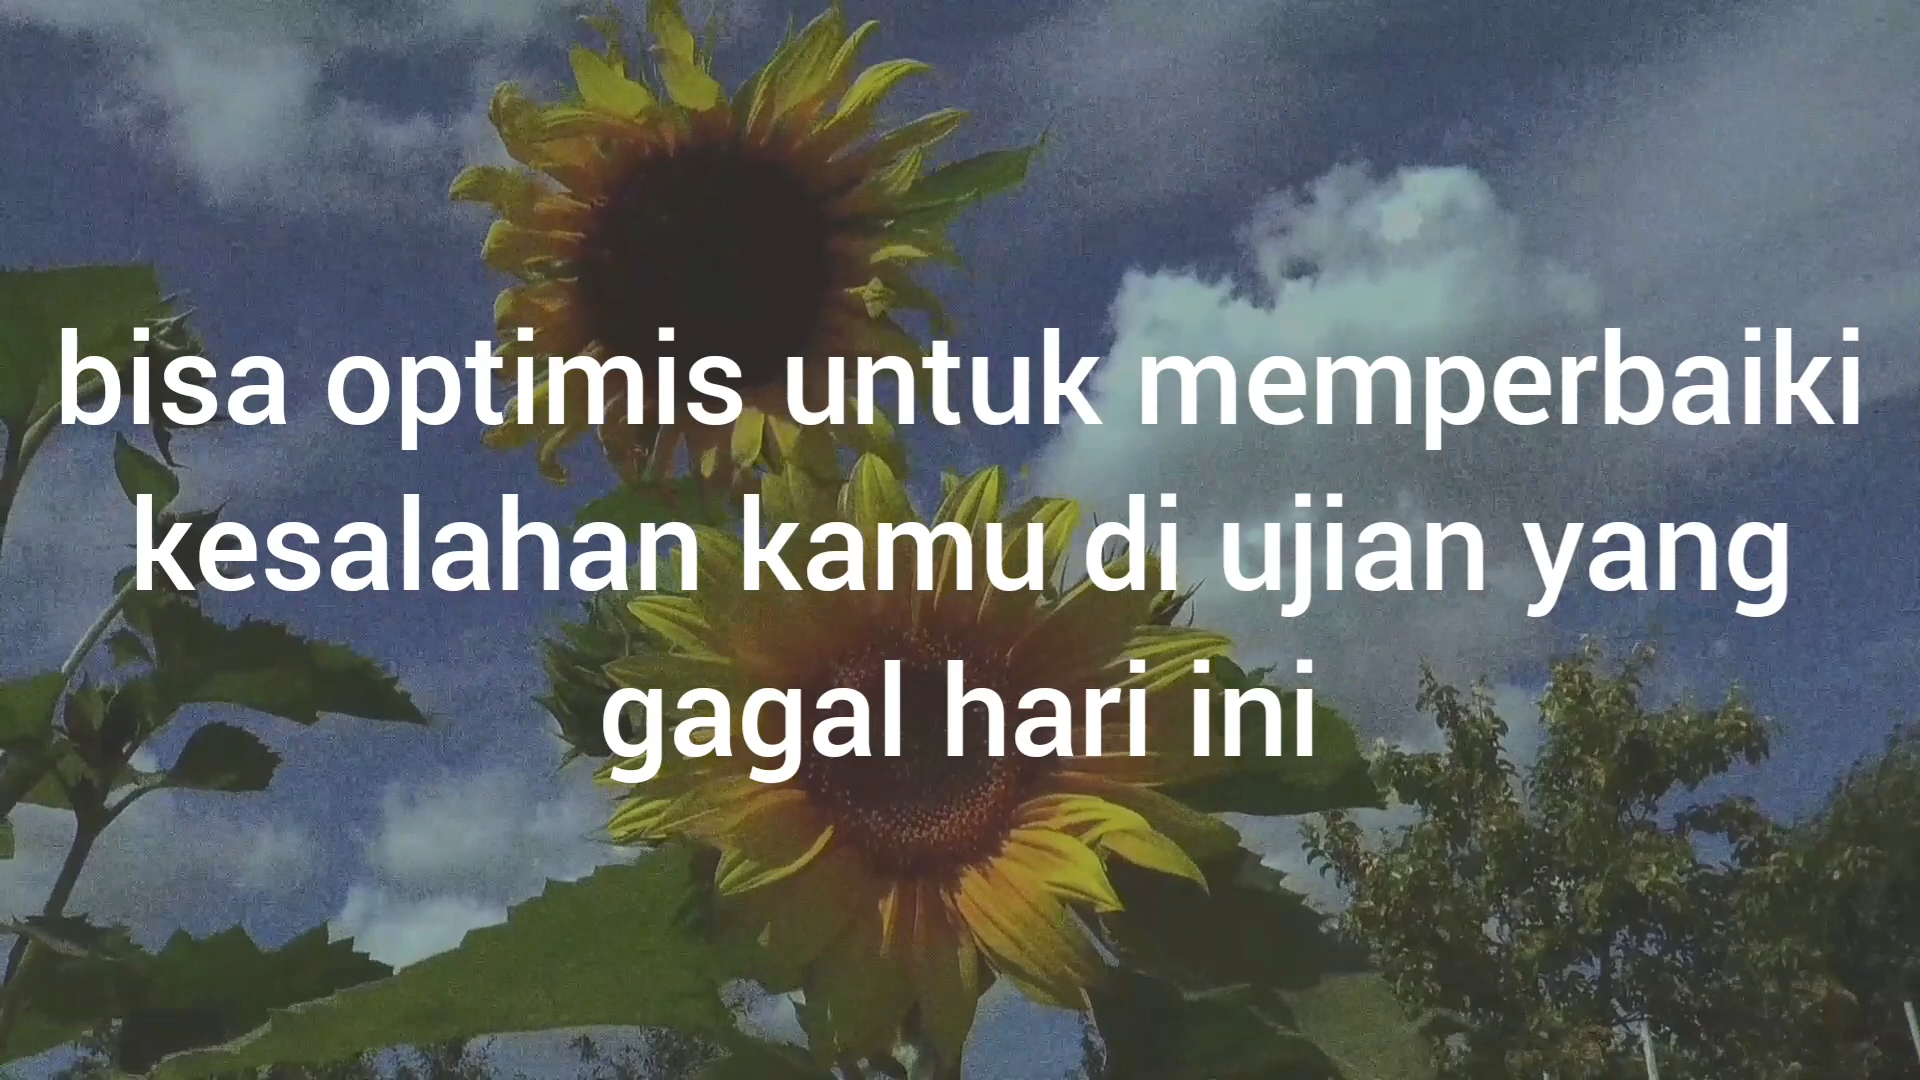 bisa optimis untuk memperbaiki
kesalahan kamu di ujian yang
gagal hari ini